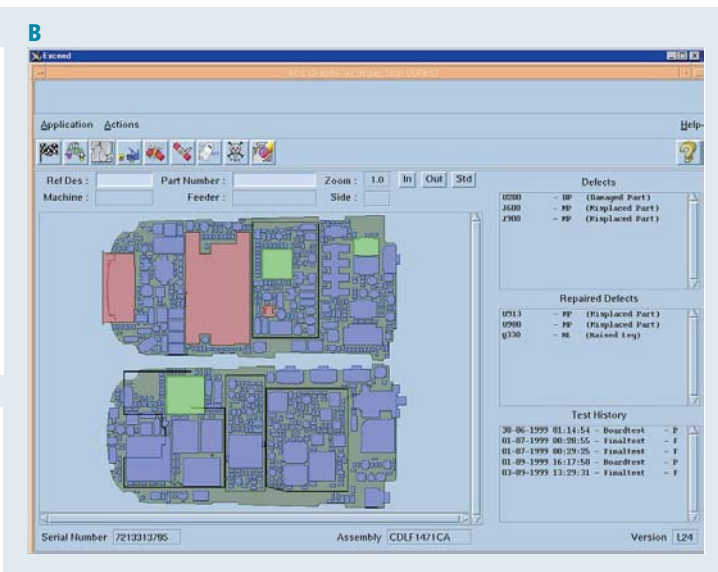 B
Exceed
Application Actions Help
Ref Des : Part Number : Zoom : 1.0 In Out Std
Machine : Feeder : Side :
Defects
U200 - DP (Damaged Part)
J600 - MP (Misplaced Part)
J900 - MP (Misplaced Part)
Repaired Defects
U913 - MP (Misplaced Part)
U900 - MP (Misplaced Part)
- RL (Raised Leg)
Test History
30-06-1999 01:14:54 - Boardtest - P
01-07-1999 00:20:55 - Finaltest - F
01-07-1999 00:29:25 - Finaltest - F
01-09-1999 16:17:50 - Boardtest - P
03-09-1999 13:29:31 - Finaltest - F
Serial Number 7213313795 Assembly CDLF1471CA Version L24